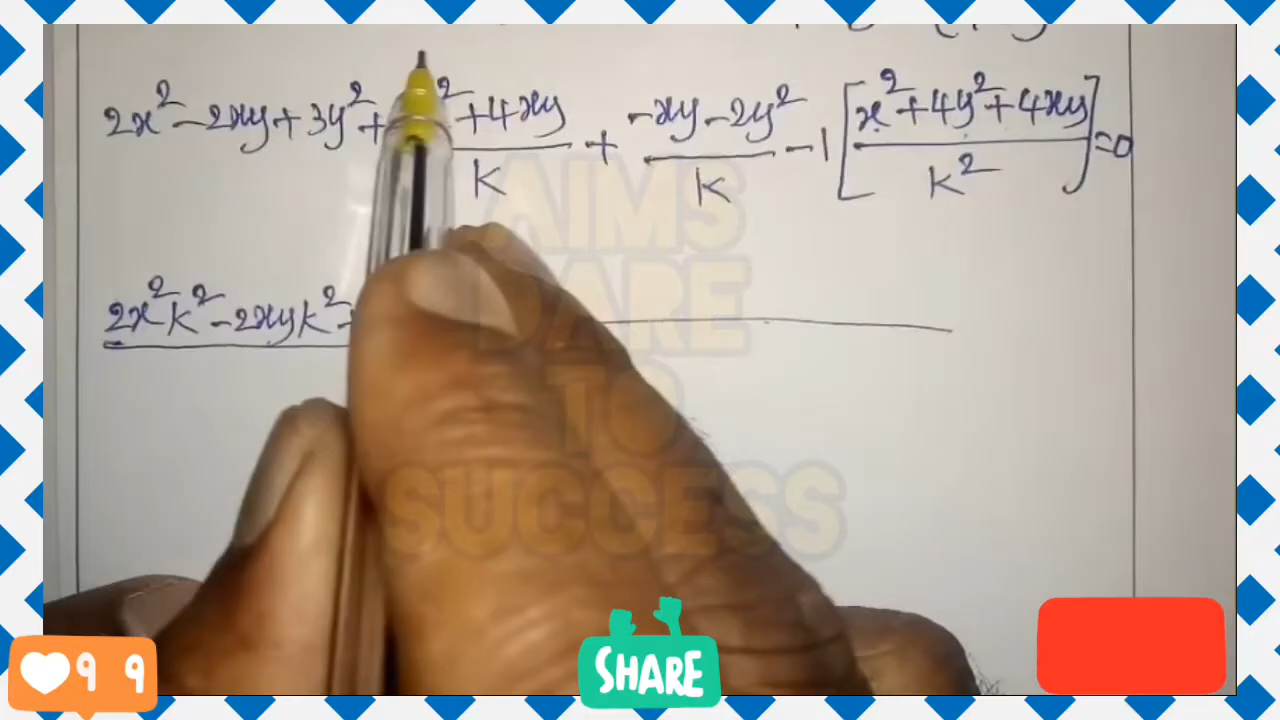 2x² - 2xy + 3y² + ² + 4xy / k + -xy - 2y² / k - 1 [x² + 4y² + 4xy / k²] = 0
2x²k² - 2xyk² +
AIMS
DARE
TO
SUCCESS
9 9
SHARE